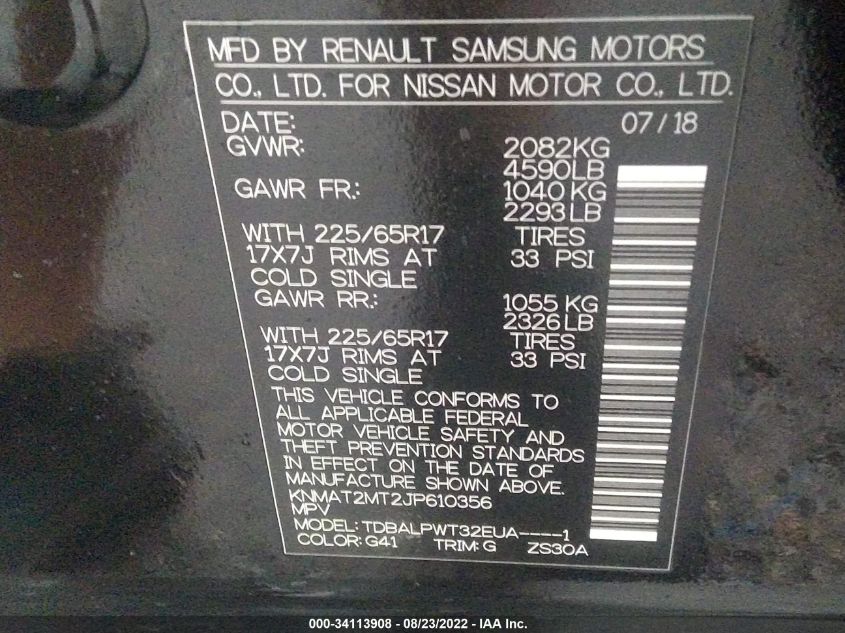 MFD BY RENAULT SAMSUNG MOTORS
CO., LTD. FOR NISSAN MOTOR CO., LTD.
DATE: 07/18
GVWR: 2082KG
4590LB
GAWR FR.: 1040 KG
2293 LB
WITH 225/65R17 TIRES
17X7J RIMS AT 33 PSI
COLD SINGLE
GAWR RR.: 1055 KG
2326 LB
WITH 225/65R17 TIRES
17X7J RIMS AT 33 PSI
COLD SINGLE
THIS VEHICLE CONFORMS TO
ALL APPLICABLE FEDERAL
MOTOR VEHICLE SAFETY AND
THEFT PREVENTION STANDARDS
IN EFFECT ON THE DATE OF
MANUFACTURE SHOWN ABOVE.
KNMAT2MT2JP610356
MPV
MODEL: TDBALPWT32EUA----1
COLOR: G41 TRIM: G ZS30A
000-34113908 - 08/23/2022 - IAA Inc.